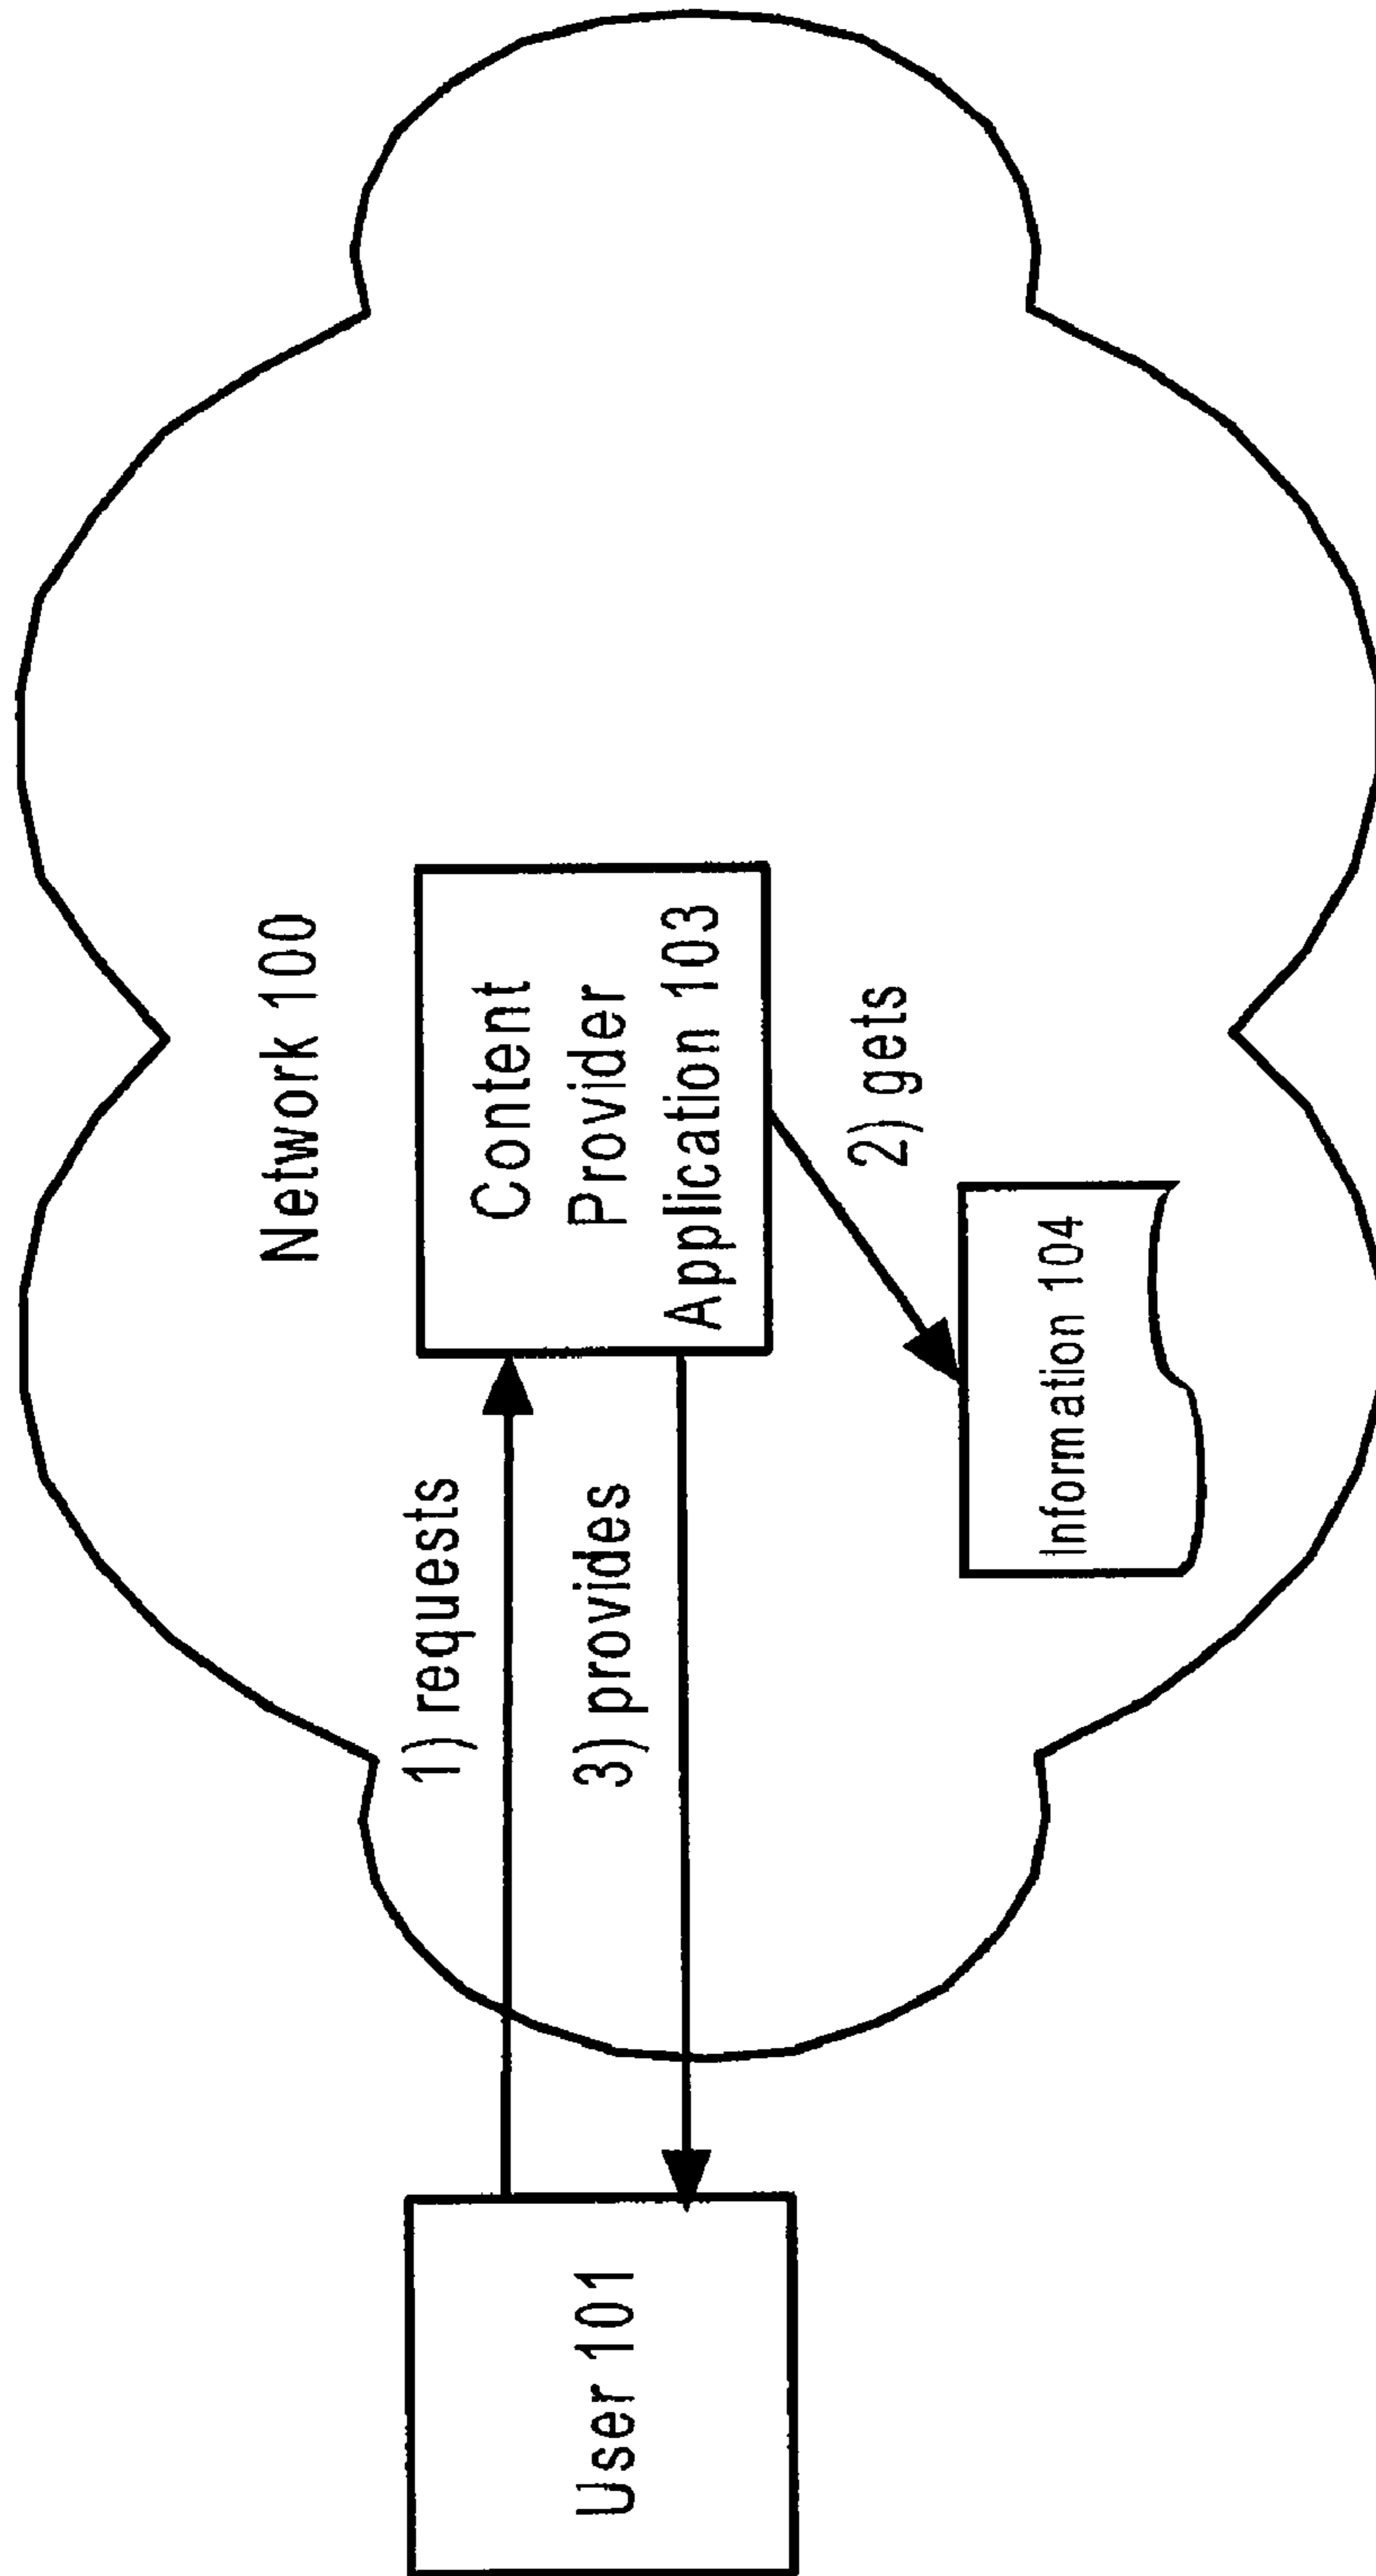 Network 100
Content
Provider
Application 103
1) requests
3) provides
2) gets
User 101
Information 104